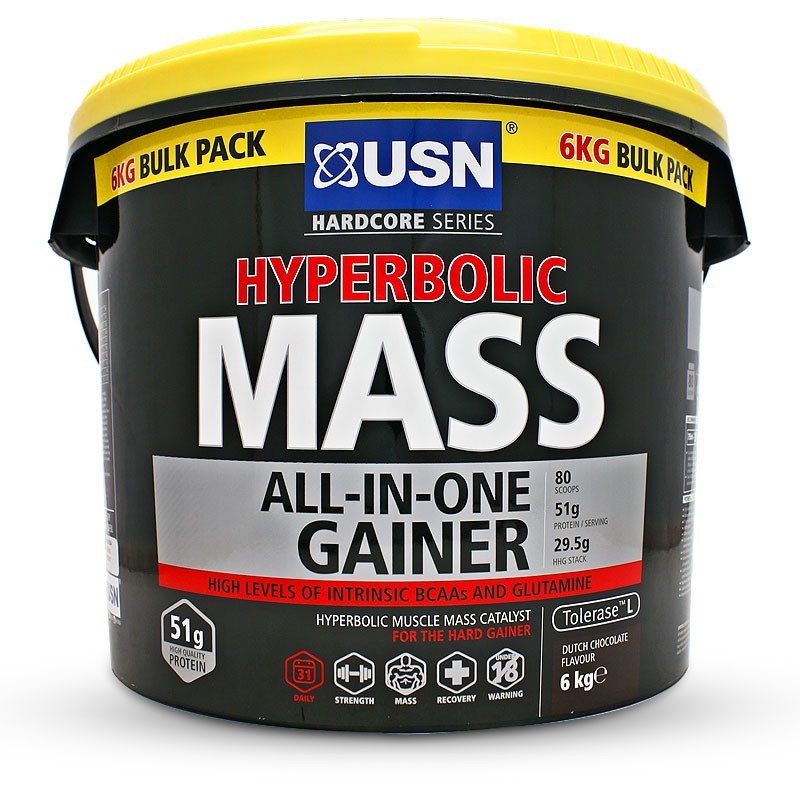 6KG BULK PACK
USN®
6KG BULK PACK
HARDCORE SERIES
HYPERBOLIC
MASS
ALL-IN-ONE
GAINER
80
SCOOPS
51g
PROTEIN / SERVING
29.5g
HHG STACK
HIGH LEVELS OF INTRINSIC BCAAs AND GLUTAMINE
51g
HIGH QUALITY
PROTEIN
HYPERBOLIC MUSCLE MASS CATALYST
FOR THE HARD GAINER
31
DAILY
STRENGTH
MASS
RECOVERY
UNDER
18
WARNING
Tolerase™ L
DUTCH CHOCOLATE
FLAVOUR
6 kg℮